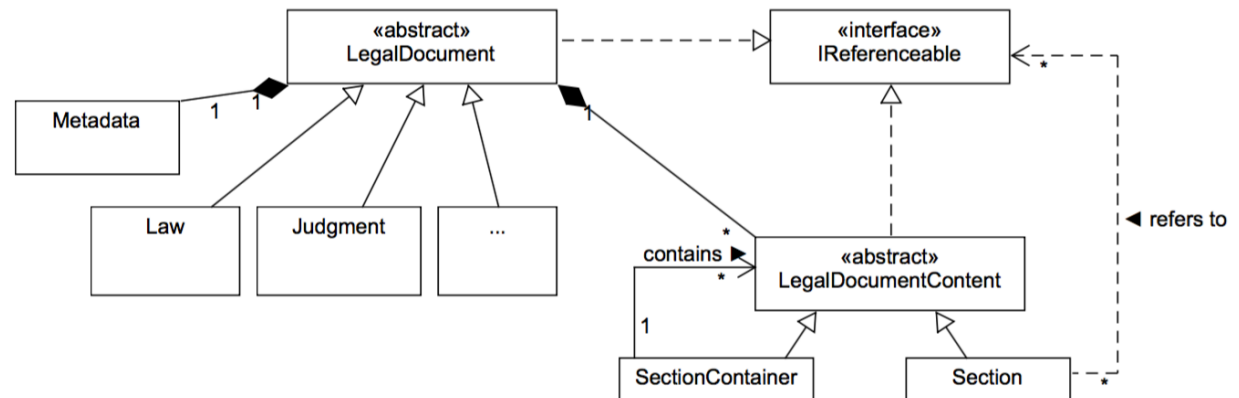 «abstract»
LegalDocument
«interface»
IReferenceable
*
1
1
Metadata
1
Law
Judgment
...
◄ refers to
*
contains ►
*
«abstract»
LegalDocumentContent
1
SectionContainer
Section
*